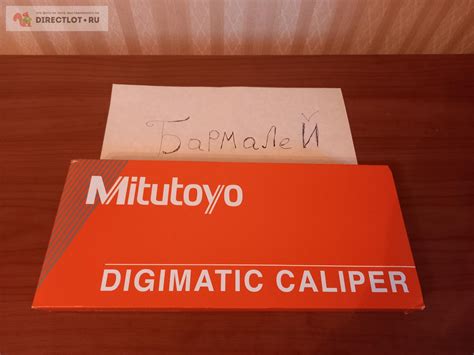 DIRECTLOT.RU
БармалеЙ
Mitutoyo
DIGIMATIC CALIPER